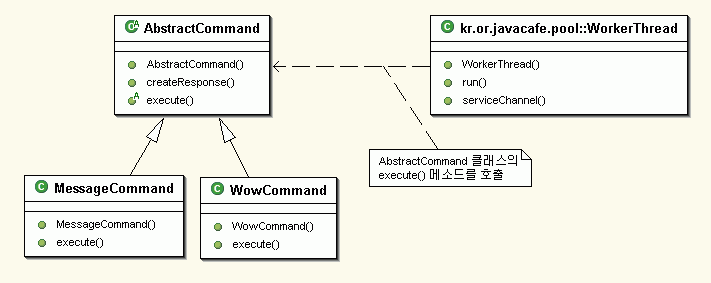 AbstractCommand
AbstractCommand()
createResponse()
execute()
kr.or.javacafe.pool::WorkerThread
WorkerThread()
run()
serviceChannel()
AbstractCommand 클래스의
execute() 메소드를 호출
MessageCommand
MessageCommand()
execute()
WowCommand
WowCommand()
execute()